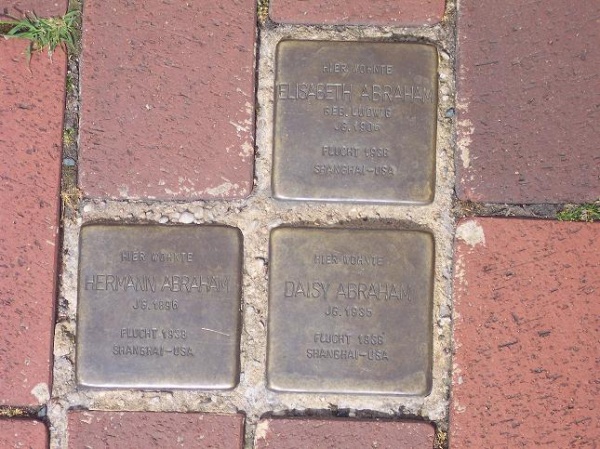 HIER WOHNTE
ELISABETH ABRAHAM
GEB. LUDWIG
JG. 1906
FLUCHT 1938
SHANGHAI-USA
HIER WOHNTE
HERMANN ABRAHAM
JG. 1896
FLUCHT 1938
SHANGHAI-USA
HIER WOHNTE
DAISY ABRAHAM
JG. 1935
FLUCHT 1938
SHANGHAI-USA